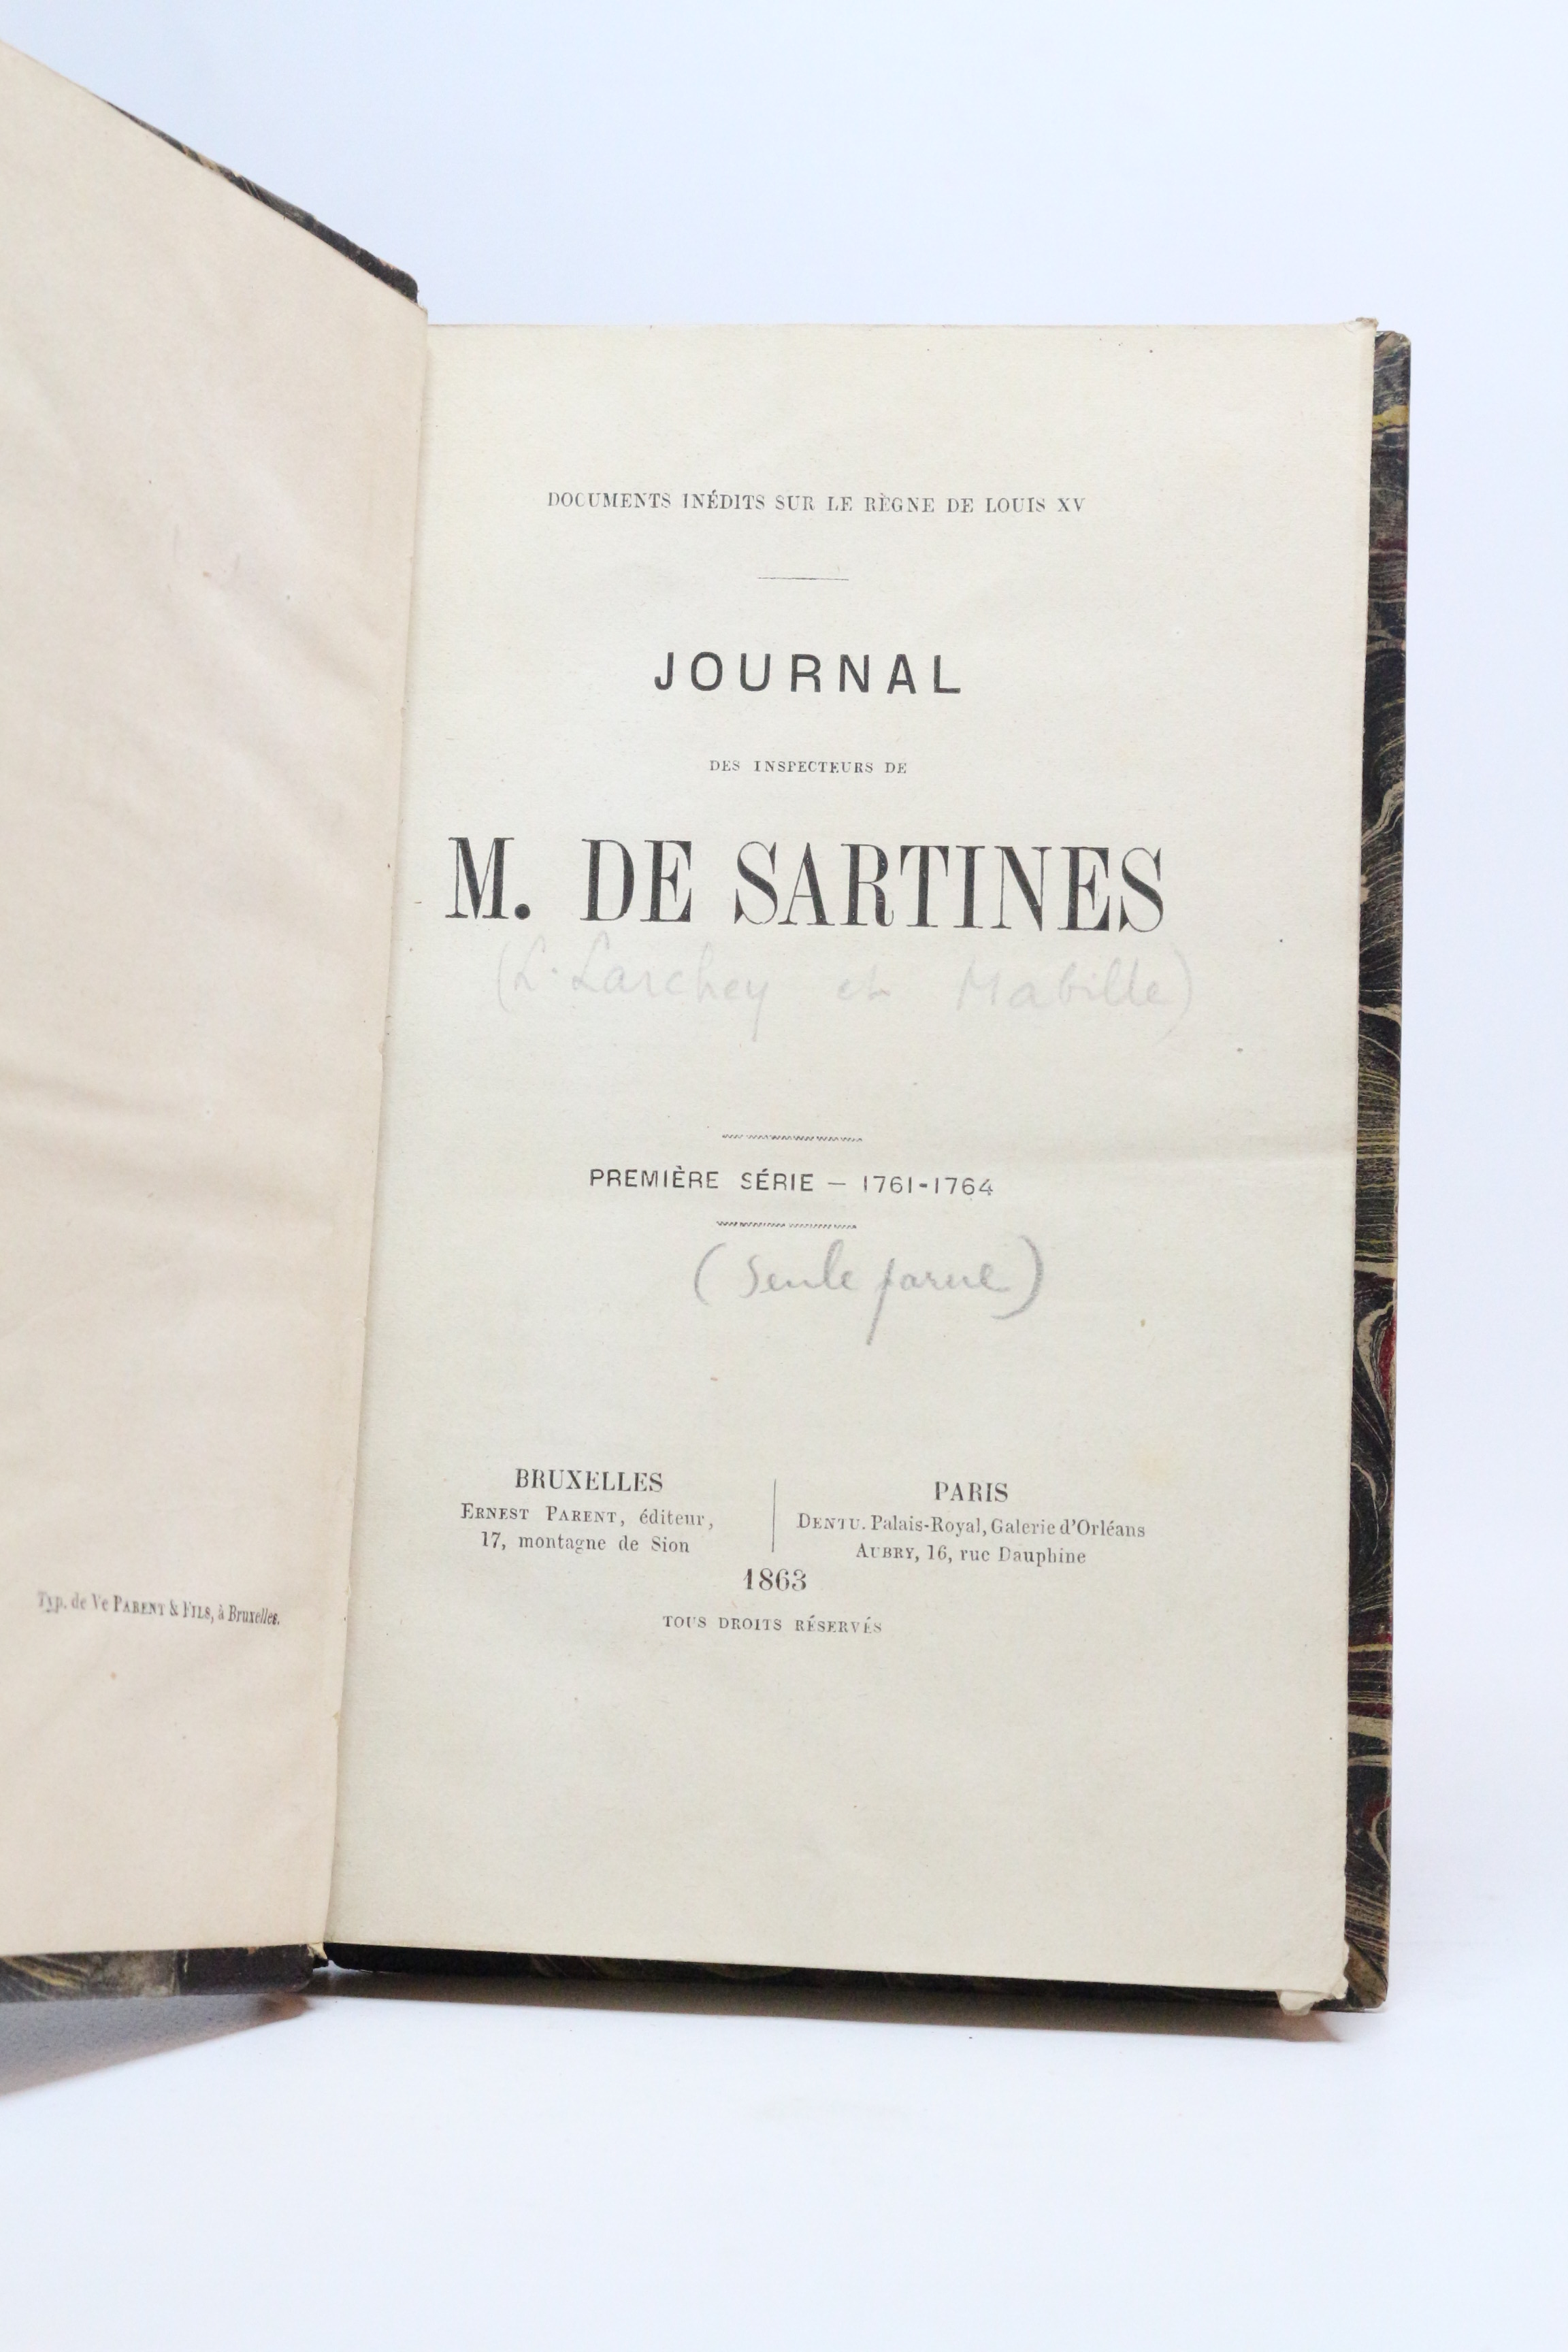 Typ. de Ve PARENT & FILS, à Bruxelles.
DOCUMENTS INÉDITS SUR LE RÈGNE DE LOUIS XV
JOURNAL
DES INSPECTEURS DE
M. DE SARTINES
(L. Larchey et Mabille)
PREMIÈRE SÉRIE — 1761-1764
(Seule parue)
BRUXELLES
ERNEST PARENT, éditeur,
17, montagne de Sion
PARIS
DENTU. Palais-Royal, Galerie d'Orléans
AUBRY, 16, rue Dauphine
1863
TOUS DROITS RÉSERVÉS